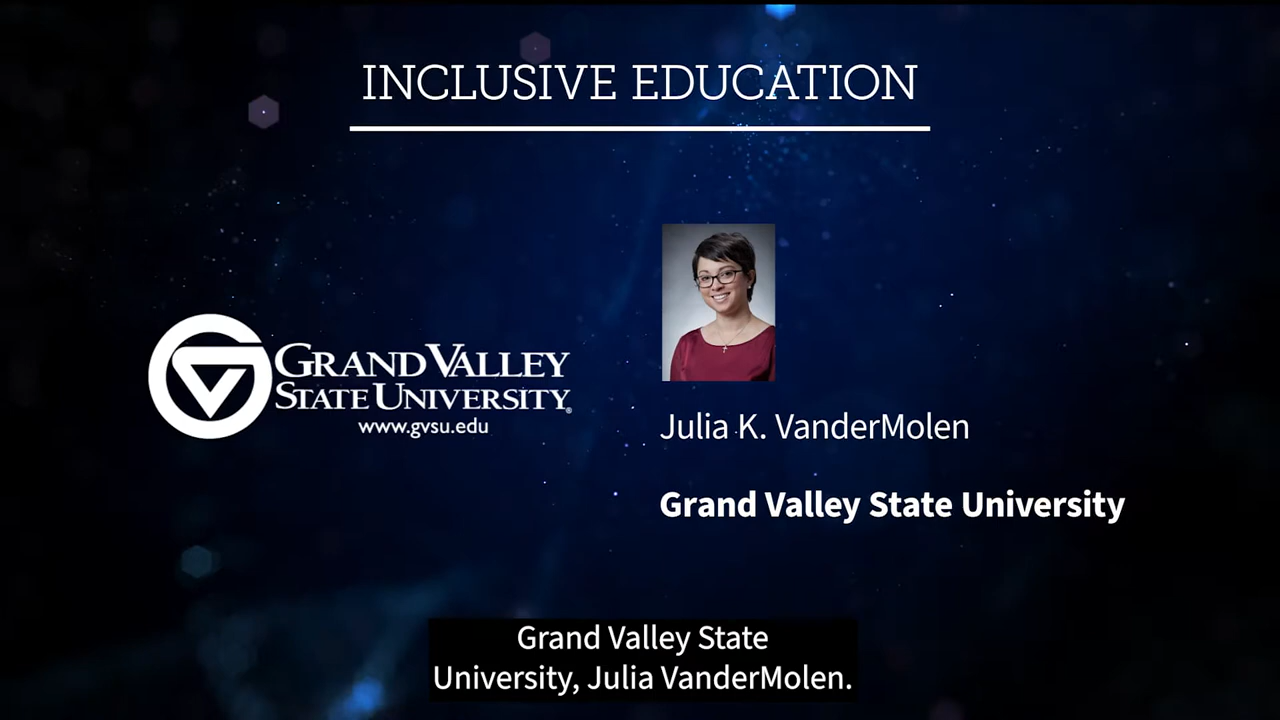 INCLUSIVE EDUCATION
GRAND VALLEY
STATE UNIVERSITY®
www.gvsu.edu
Julia K. VanderMolen
Grand Valley State University
Grand Valley State
University, Julia VanderMolen.